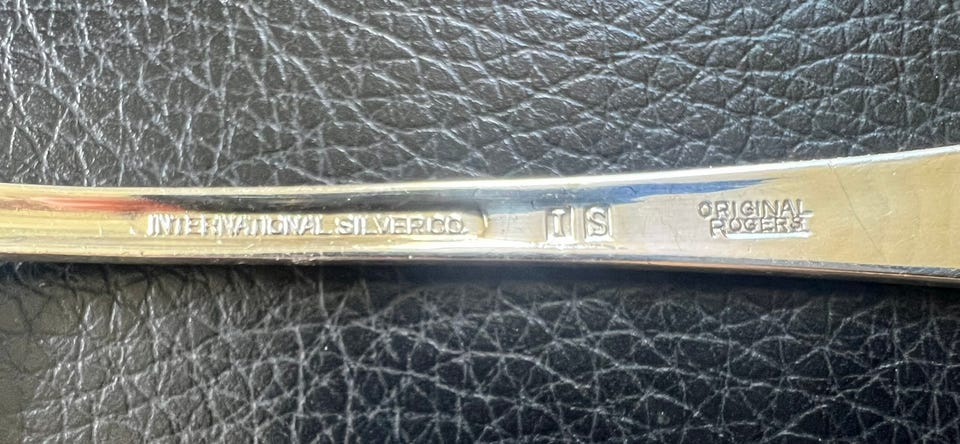 INTERNATIONAL SILVER CO.
I S
ORIGINAL
ROGERS